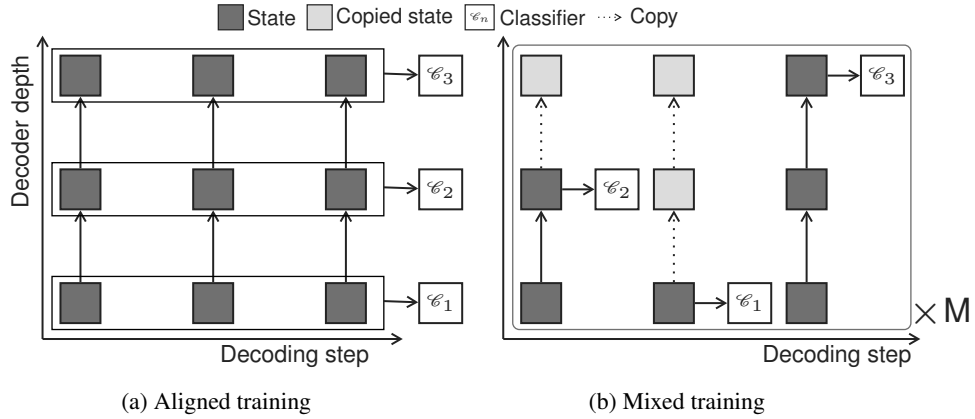 State Copied state 𝒞n Classifier Copy
Decoder depth
𝒞3
𝒞2
𝒞1
Decoding step
𝒞3
𝒞2
𝒞1
× M
Decoding step
(a) Aligned training
(b) Mixed training